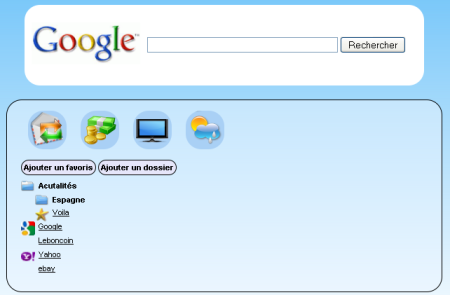 Google™
Rechercher
Ajouter un favoris Ajouter un dossier
Acutalités
Espagne
Voila
Google
Leboncoin
Yahoo
ebay